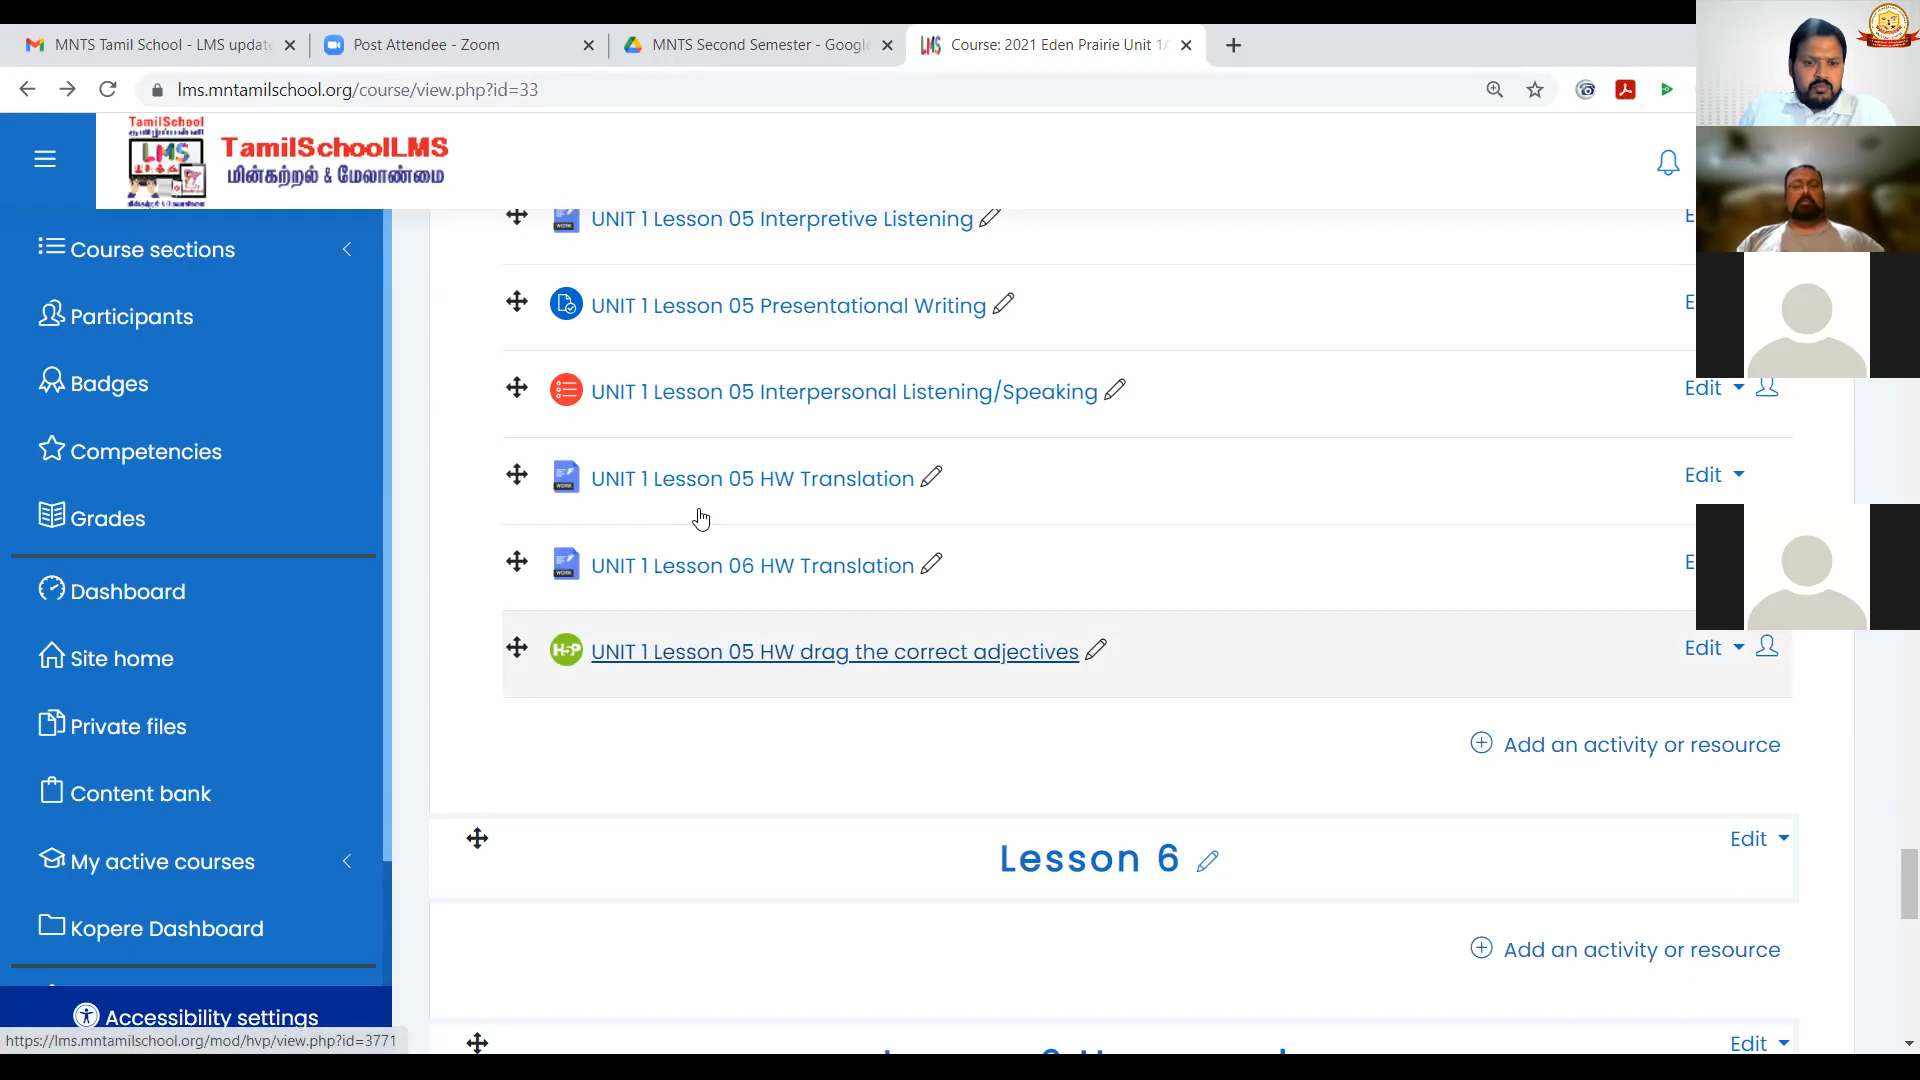 MNTS Tamil School - LMS update
Post Attendee - Zoom
MNTS Second Semester - Google
Course: 2021 Eden Prairie Unit 1A
lms.mntamilschool.org/course/view.php?id=33
TamilSchool
LMS
TamilSchoolLMS
மின்கற்றல் & மேலாண்மை
Course sections
Participants
Badges
Competencies
Grades
Dashboard
Site home
Private files
Content bank
My active courses
Kopere Dashboard
Accessibility settings
https://lms.mntamilschool.org/mod/hvp/view.php?id=3771
UNIT 1 Lesson 05 Interpretive Listening
UNIT 1 Lesson 05 Presentational Writing
UNIT 1 Lesson 05 Interpersonal Listening/Speaking
Edit
WORK
UNIT 1 Lesson 05 HW Translation
Edit
WORK
UNIT 1 Lesson 06 HW Translation
H5P
UNIT 1 Lesson 05 HW drag the correct adjectives
Edit
Add an activity or resource
Lesson 6
Edit
Add an activity or resource
Edit